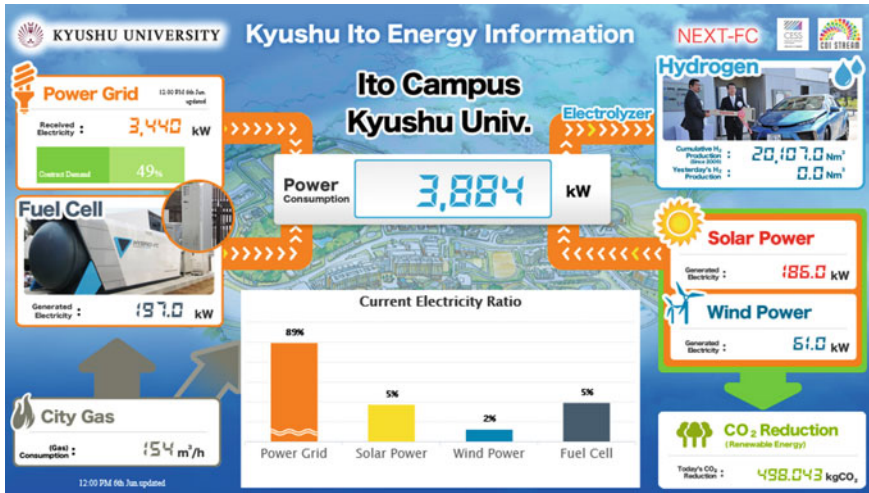 KYUSHU UNIVERSITY
Kyushu Ito Energy Information
NEXT-FC
CESS
COI STREAM
Power Grid
12:00 PM 6th Jun.
updated
Received
Electricity :
3,440 kW
Contract Demand
49%
Ito Campus
Kyushu Univ.
Electrolyzer
Hydrogen
Cumulative H₂
Production
(Since 2009) :
20,107.0 Nm³
Yesterday's H₂
Production :
0.0 Nm³
Power
Consumption
3,884 kW
Fuel Cell
Generated
Electricity :
197.0 kW
Solar Power
Generated
Electricity :
186.0 kW
Wind Power
Generated
Electricity :
61.0 kW
Current Electricity Ratio
89%
5%
2%
5%
Power Grid
Solar Power
Wind Power
Fuel Cell
City Gas
(Gas)
Consumption :
154 m³/h
12:00 PM 6th Jun.updated
CO₂ Reduction
(Renewable Energy)
Today's CO₂
Reduction :
498.043 kgCO₂